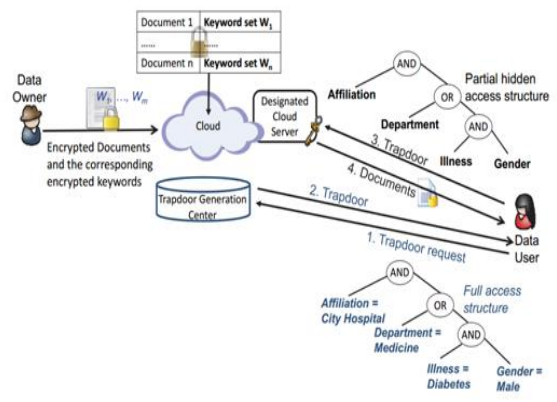 Document 1 Keyword set W1
...... ......
Document n Keyword set Wn
Data
Owner
W1, ..., Wm
Encrypted Documents
and the corresponding
encrypted keywords
Cloud
Designated
Cloud
Server
AND
Affiliation
OR
Partial hidden
access structure
Department
AND
Illness
Gender
3. Trapdoor
4. Documents
Trapdoor Generation
Center
2. Trapdoor
1. Trapdoor request
Data
User
AND
Full access
structure
Affiliation =
City Hospital
OR
Department =
Medicine
AND
Illness =
Diabetes
Gender =
Male